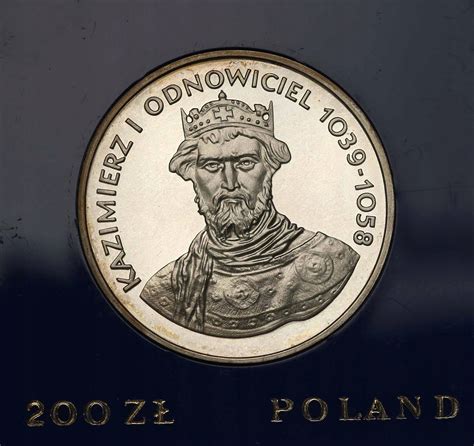 KAZIMIERZ I ODNOWICIEL 1039-1058
200 ZŁ POLAND